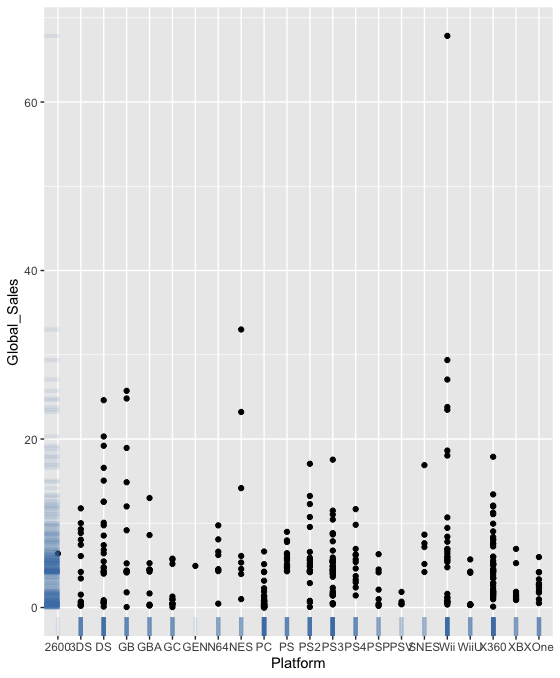 60
40
20
0
Global_Sales
2600 3DS DS GB GBA GC GEN N64 NES PC PS PS2 PS3 PS4 PSP PSV SNES Wii WiiU X360 XB XOne
Platform